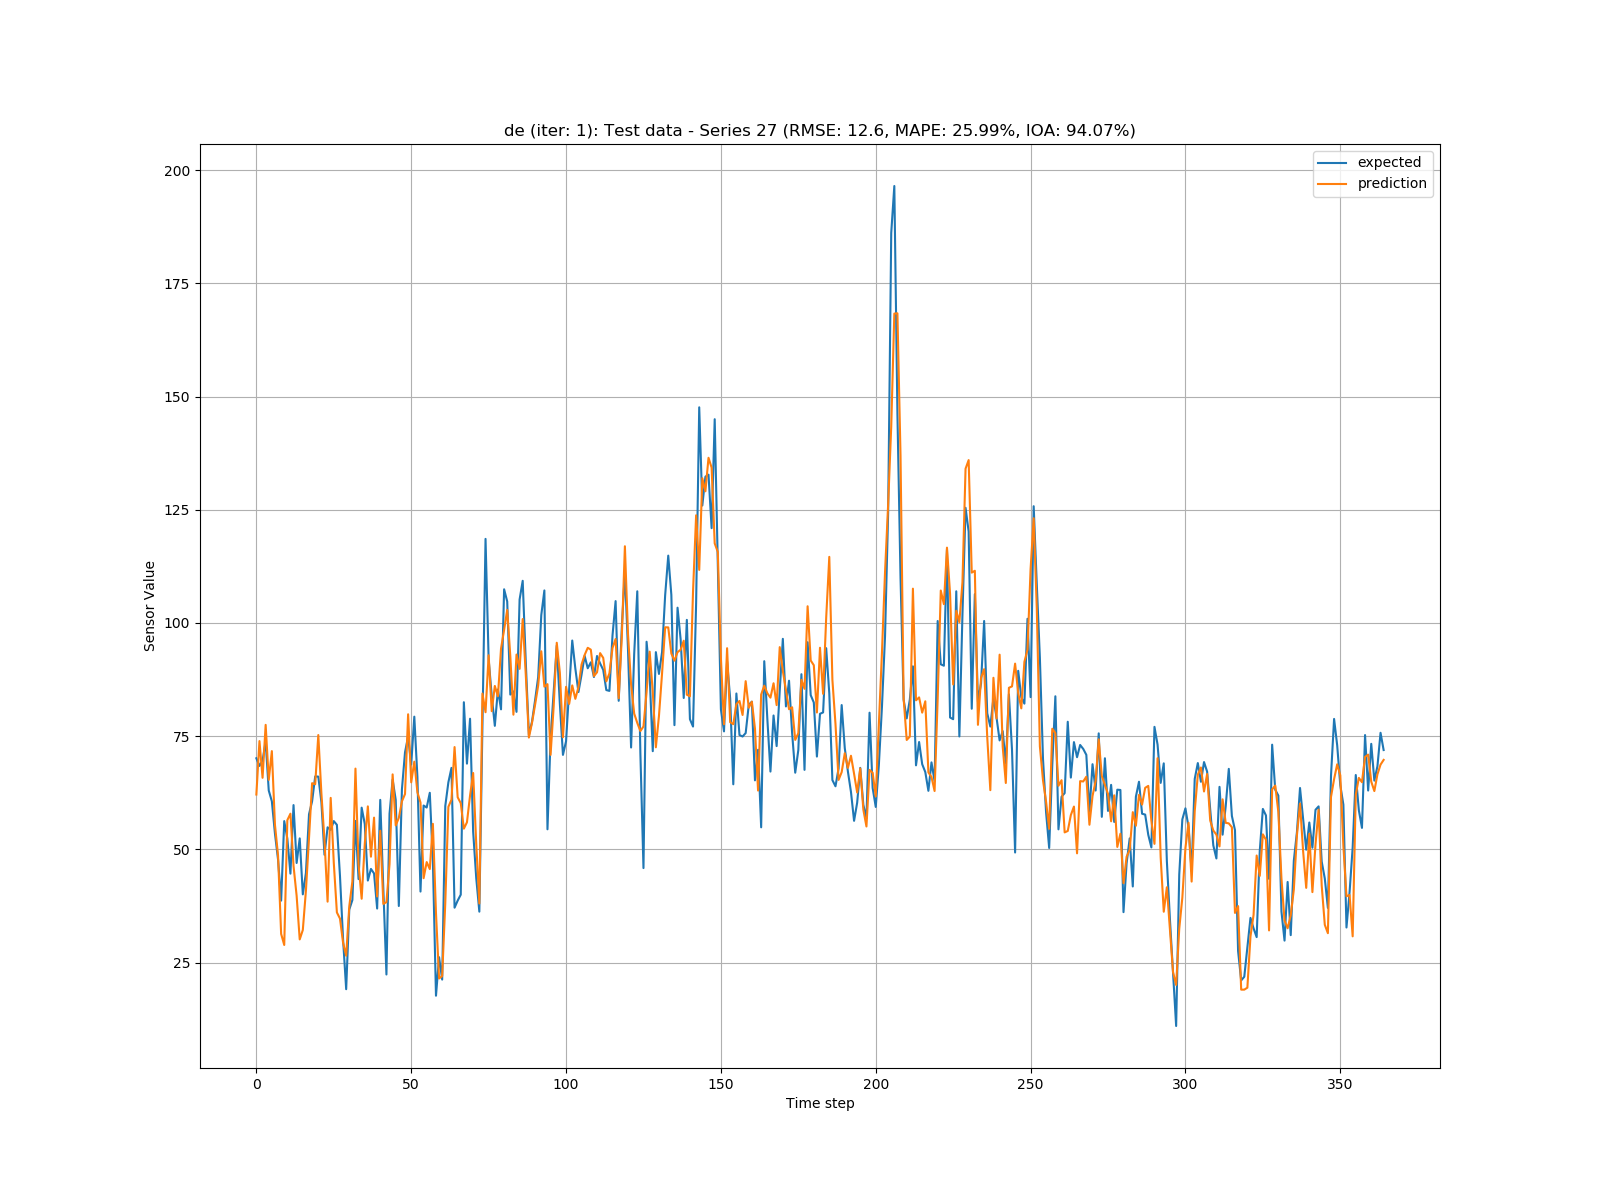 de (iter: 1): Test data - Series 27 (RMSE: 12.6, MAPE: 25.99%, IOA: 94.07%)
expected
prediction
200
175
150
125
100
75
50
25
Sensor Value
0 50 100 150 200 250 300 350
Time step